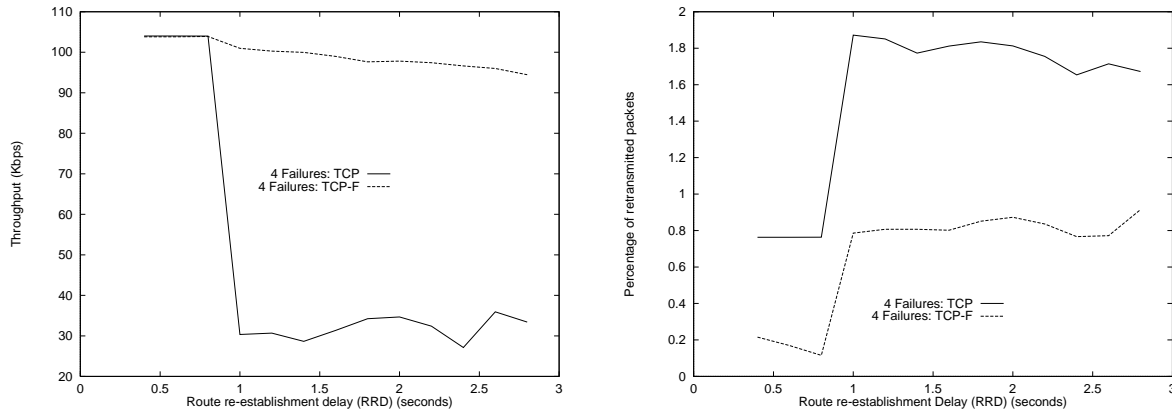 110
100
90
80
70
60
50
40
30
20
Throughput (Kbps)
4 Failures: TCP
4 Failures: TCP-F
0 0.5 1 1.5 2 2.5 3
Route re-establishment delay (RRD) (seconds)
2
1.8
1.6
1.4
1.2
1
0.8
0.6
0.4
0.2
0
Percentage of retransmitted packets
4 Failures: TCP
4 Failures: TCP-F
0 0.5 1 1.5 2 2.5 3
Route re-establishment Delay (RRD) (seconds)